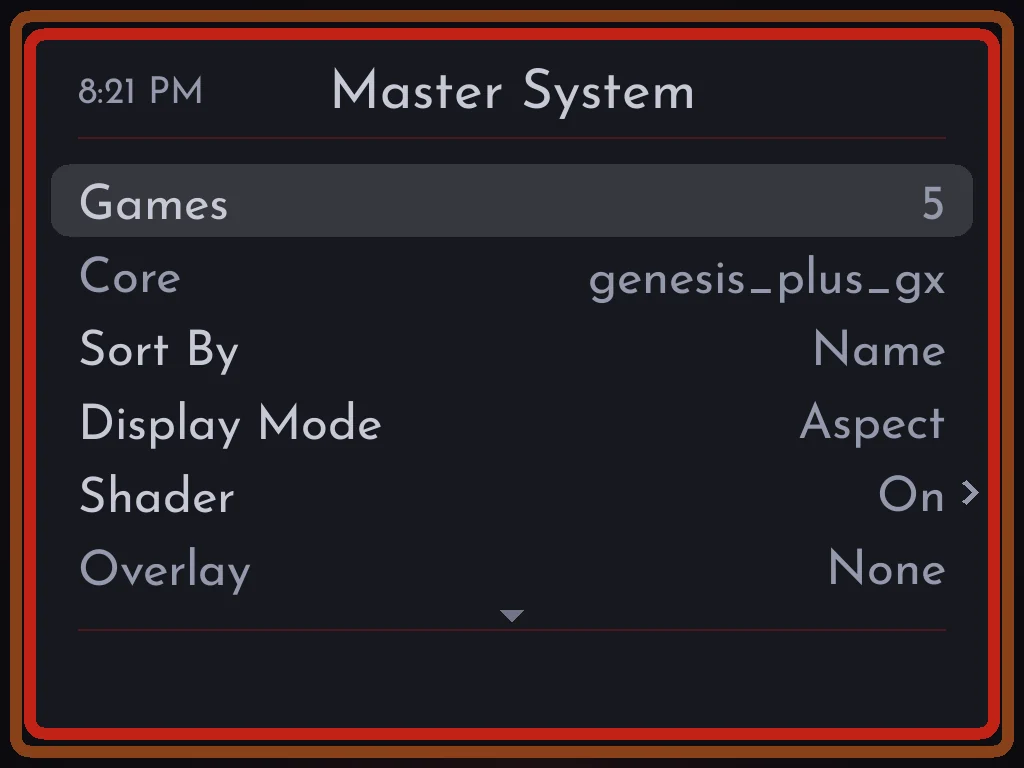 8:21 PM Master System
Games 5
Core genesis_plus_gx
Sort By Name
Display Mode Aspect
Shader On
Overlay None